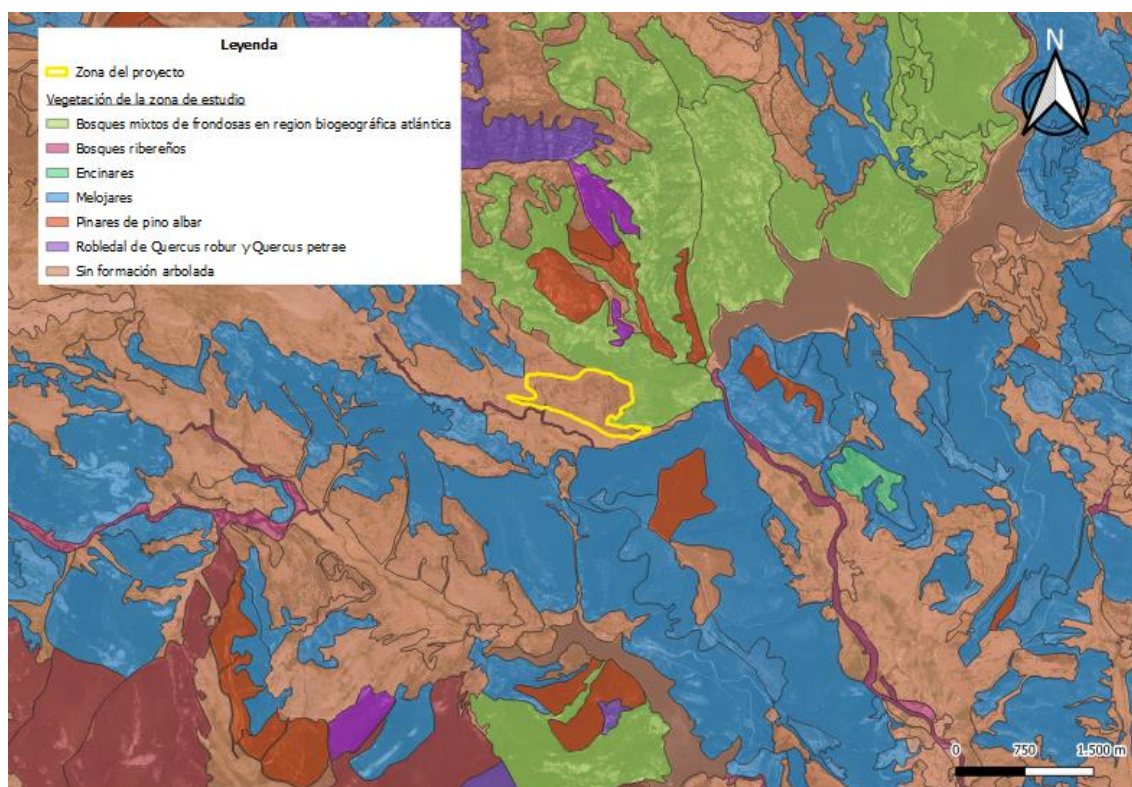 Leyenda
Zona del proyecto
Vegetación de la zona de estudio
Bosques mixtos de frondosas en region biogeográfica atlántica
Bosques ribereños
Encinares
Melojares
Pinares de pino albar
Robledal de Quercus robur y Quercus petrae
Sin formación arbolada
N
0 750 1.500 m